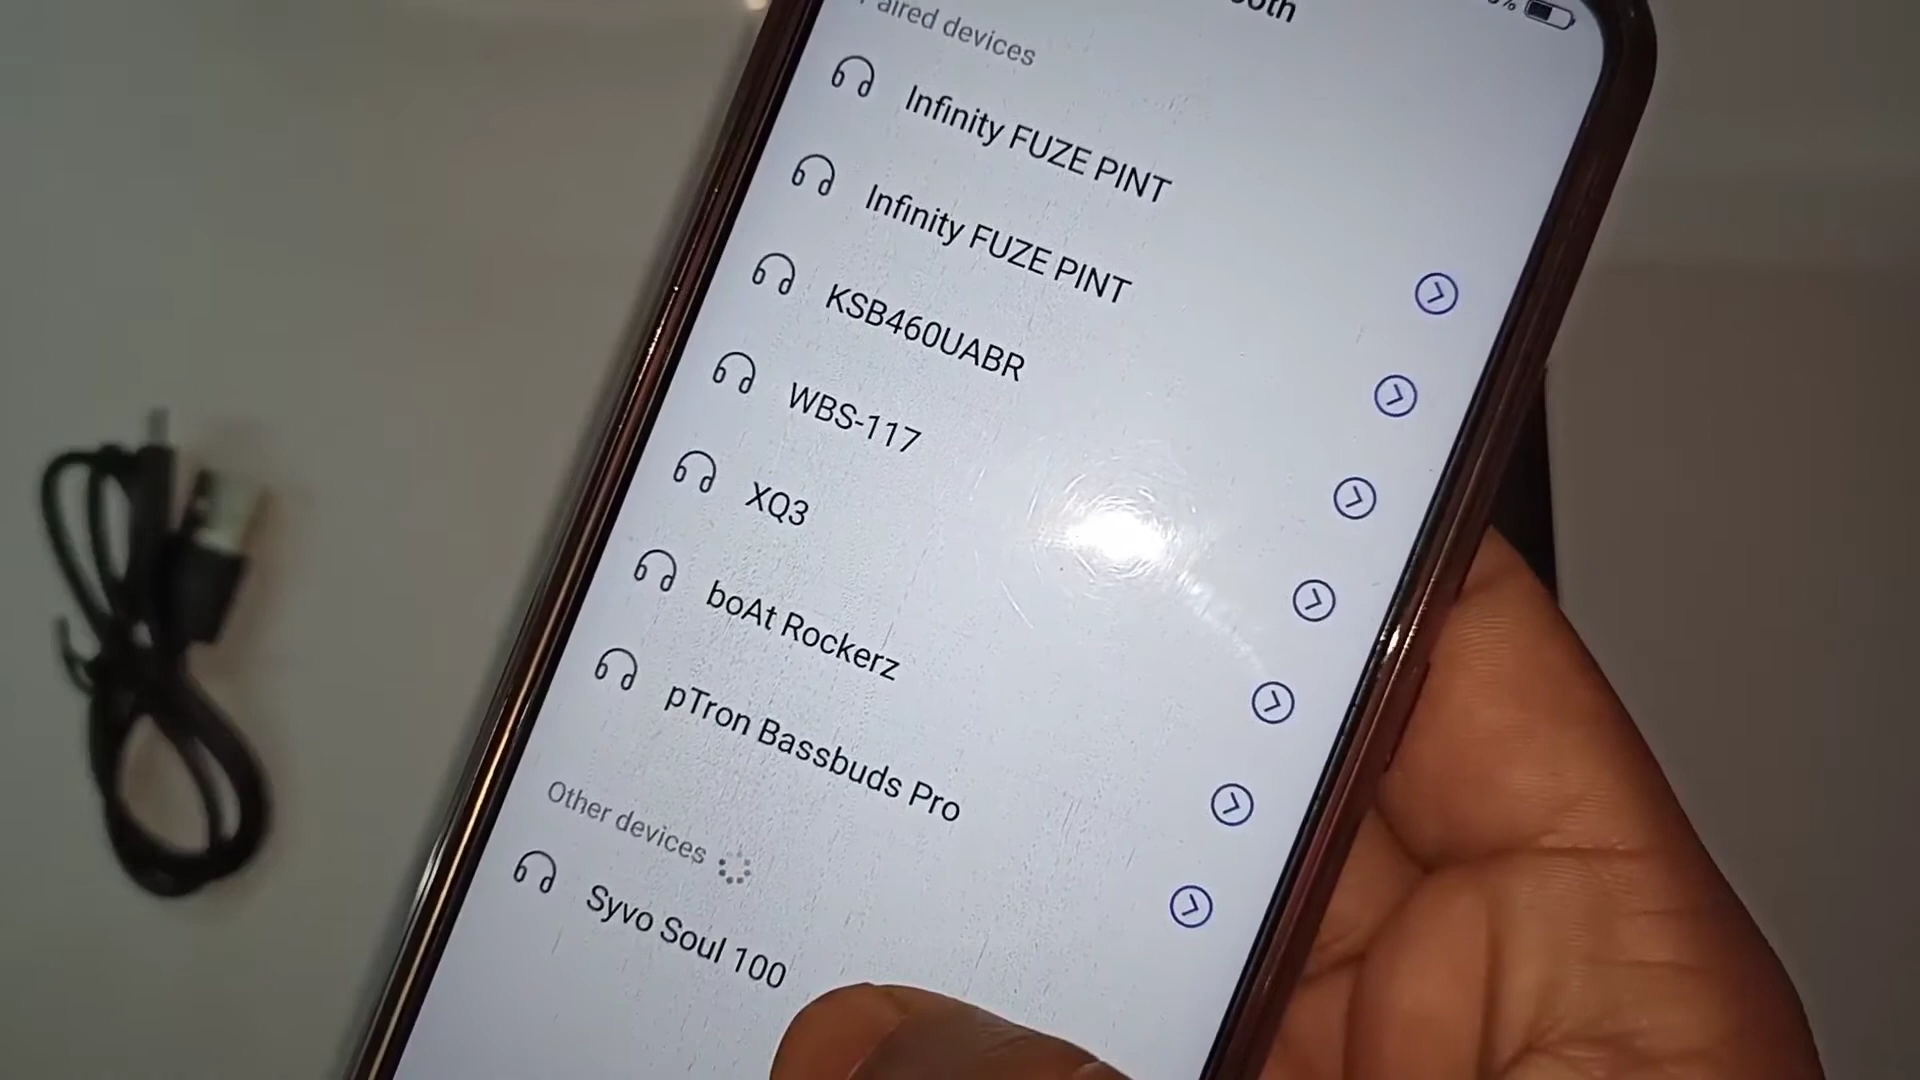 Paired devices
Infinity FUZE PINT
Infinity FUZE PINT
KSB460UABR
WBS-117
XQ3
boAt Rockerz
pTron Bassbuds Pro
Other devices
Syvo Soul 100